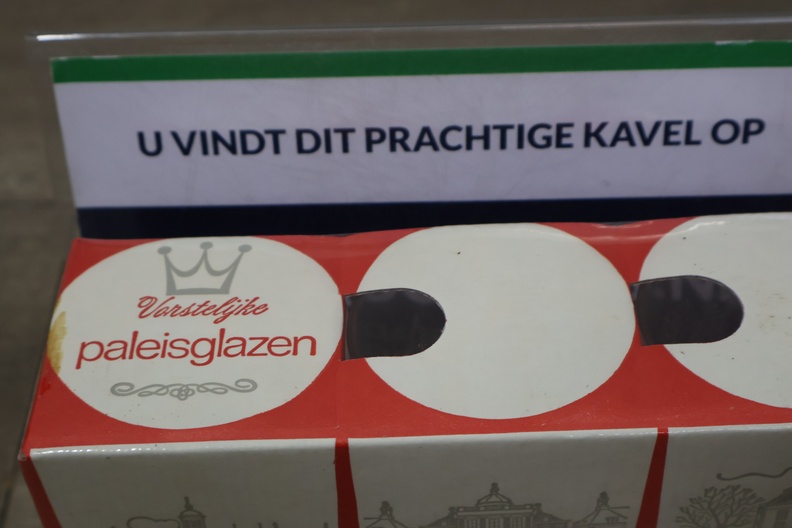 U VINDT DIT PRACHTIGE KAVEL OP
Vorstelijke
paleisglazen